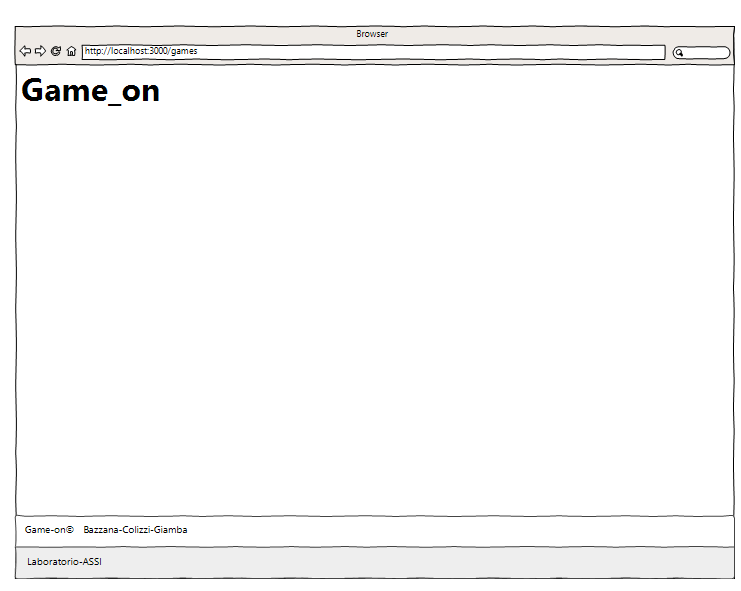 Browser
http://localhost:3000/games
Game_on
Game-on® Bazzana-Colizzi-Giamba
Laboratorio-ASSI